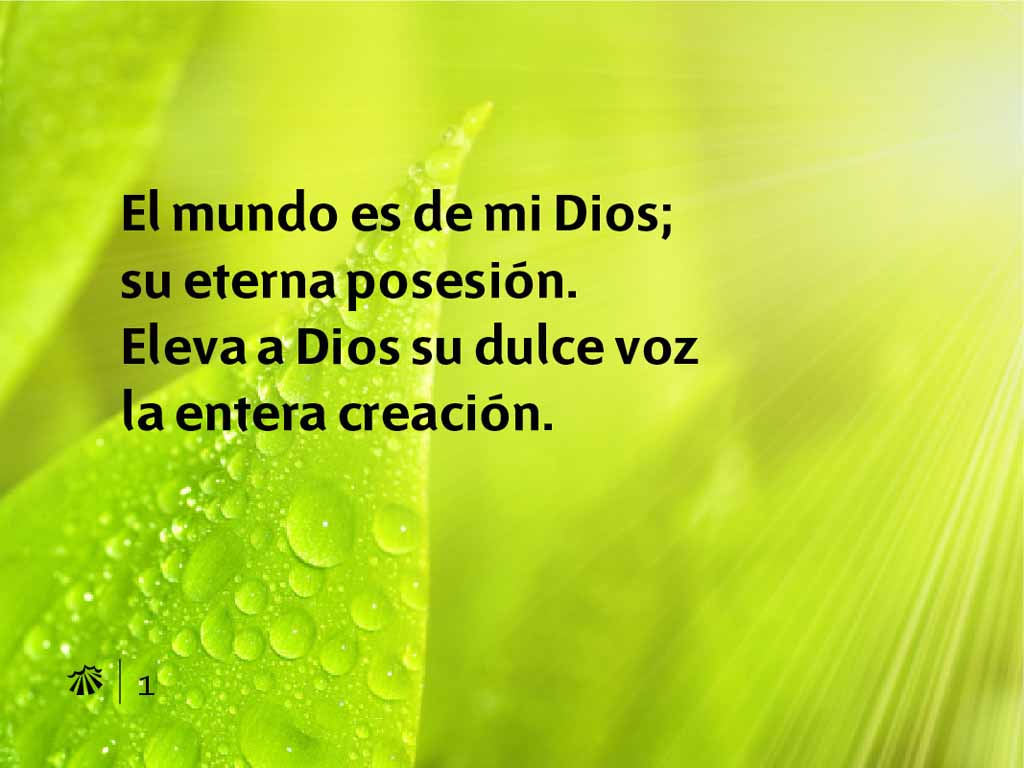 El mundo es de mi Dios;
su eterna posesión.
Eleva a Dios su dulce voz
la entera creación.
1